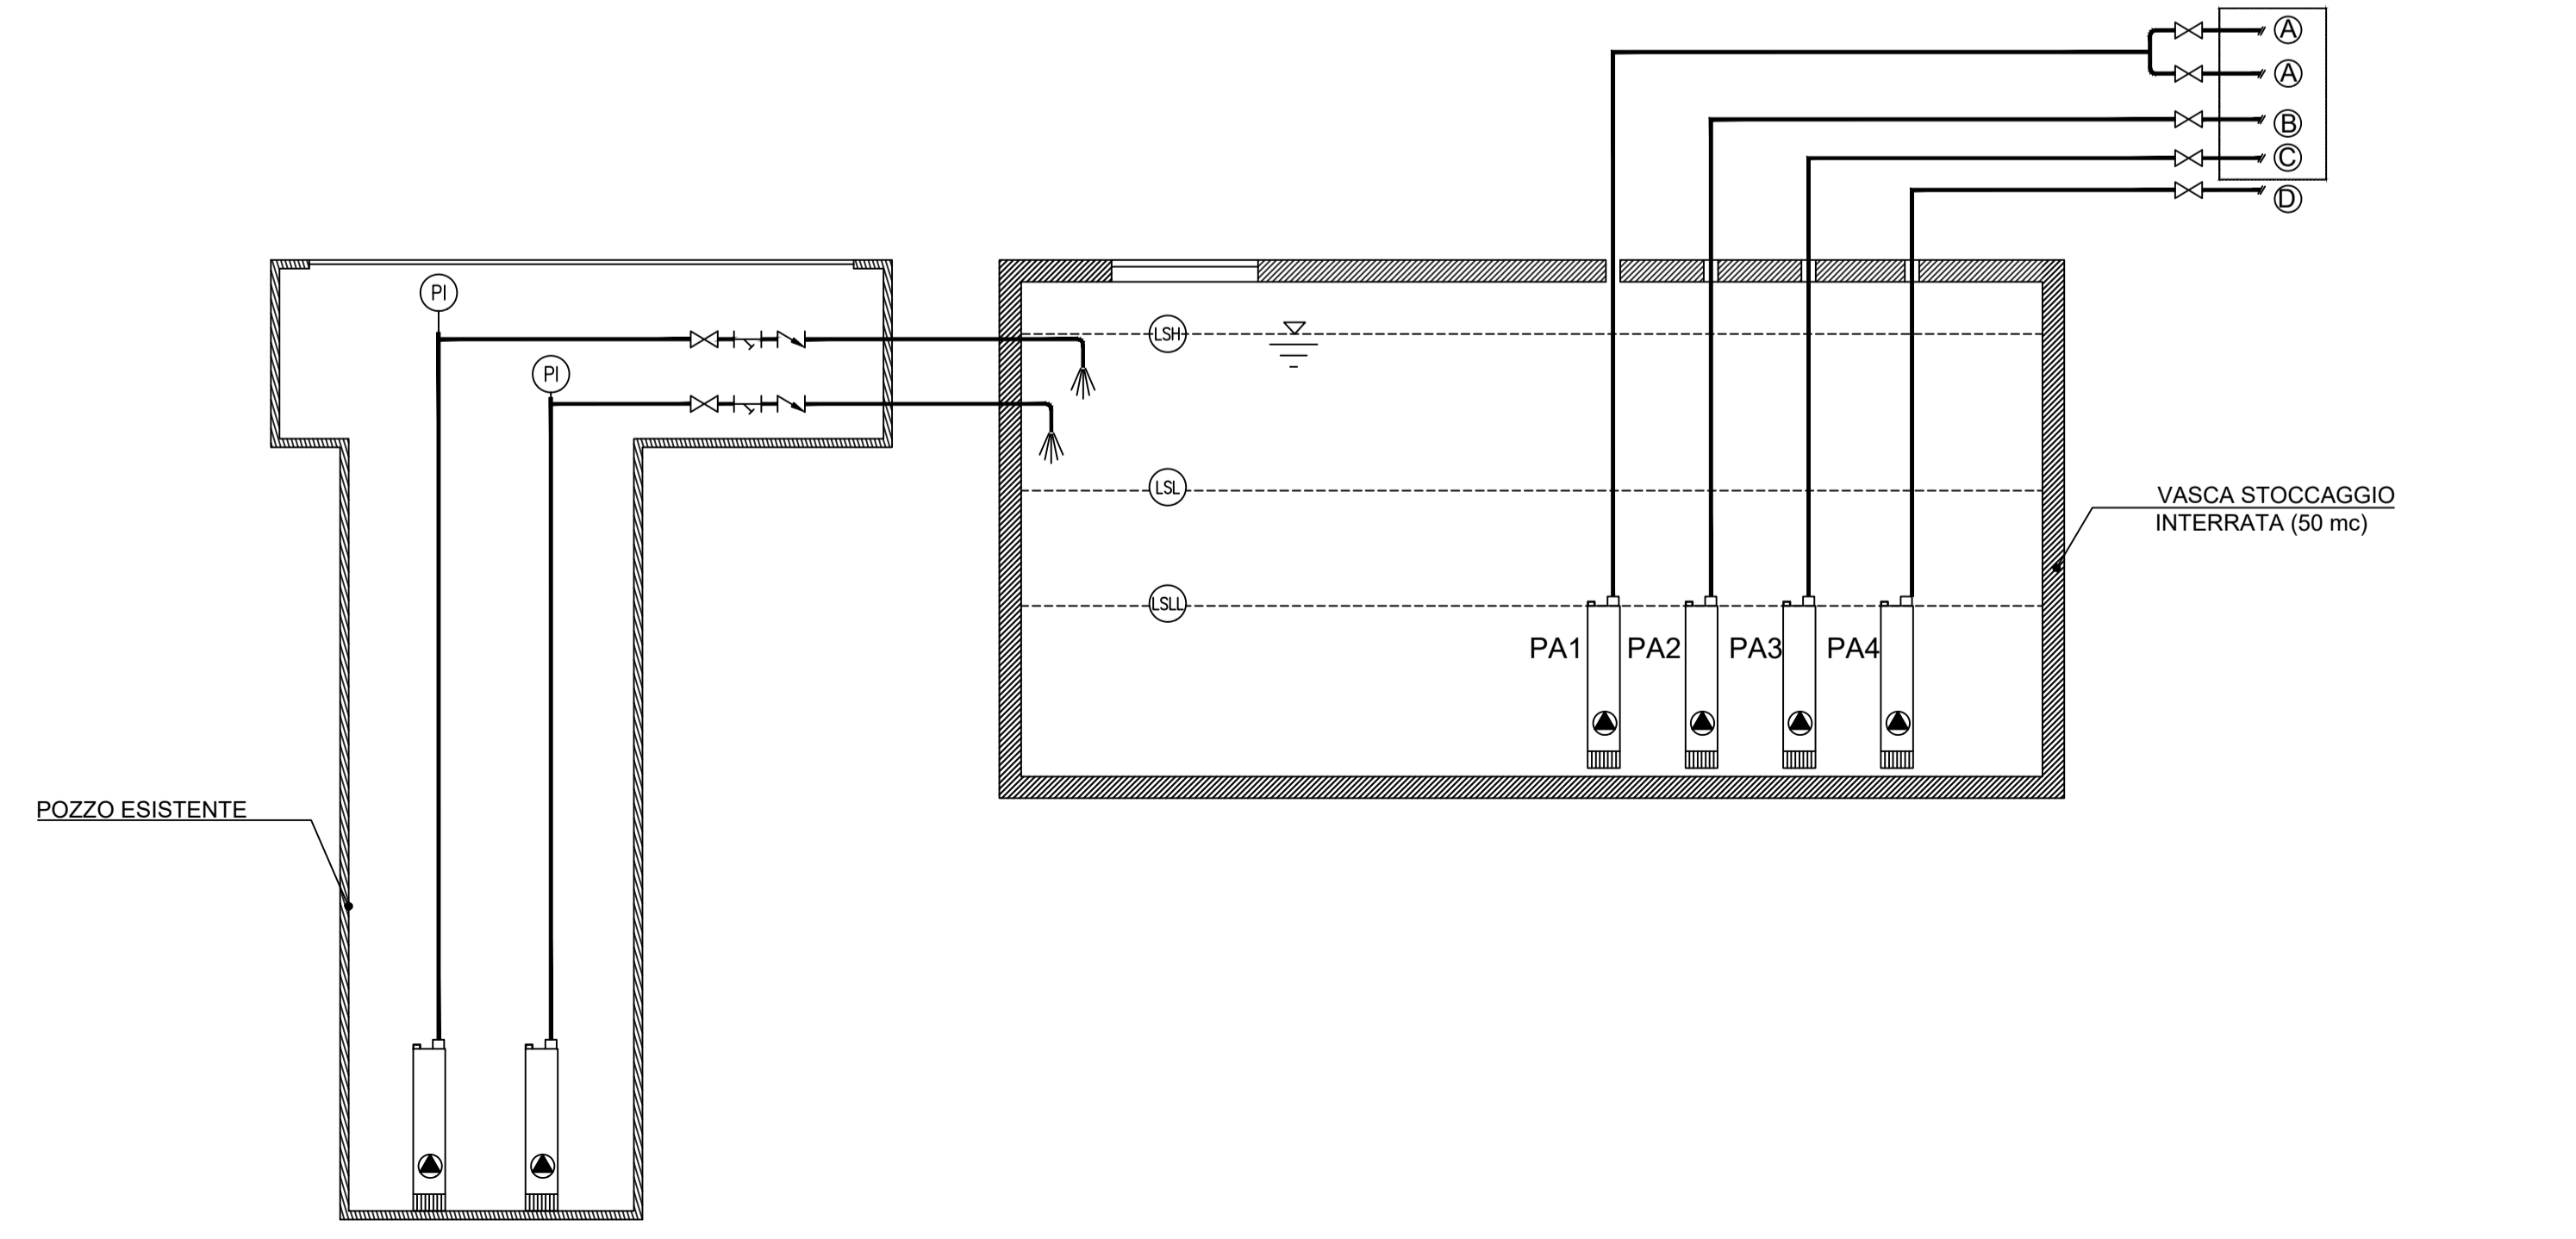 A
A
B
C
D
PI
PI
LSH
LSL
LSLL
VASCA STOCCAGGIO
INTERRATA (50 mc)
PA1
PA2
PA3
PA4
POZZO ESISTENTE